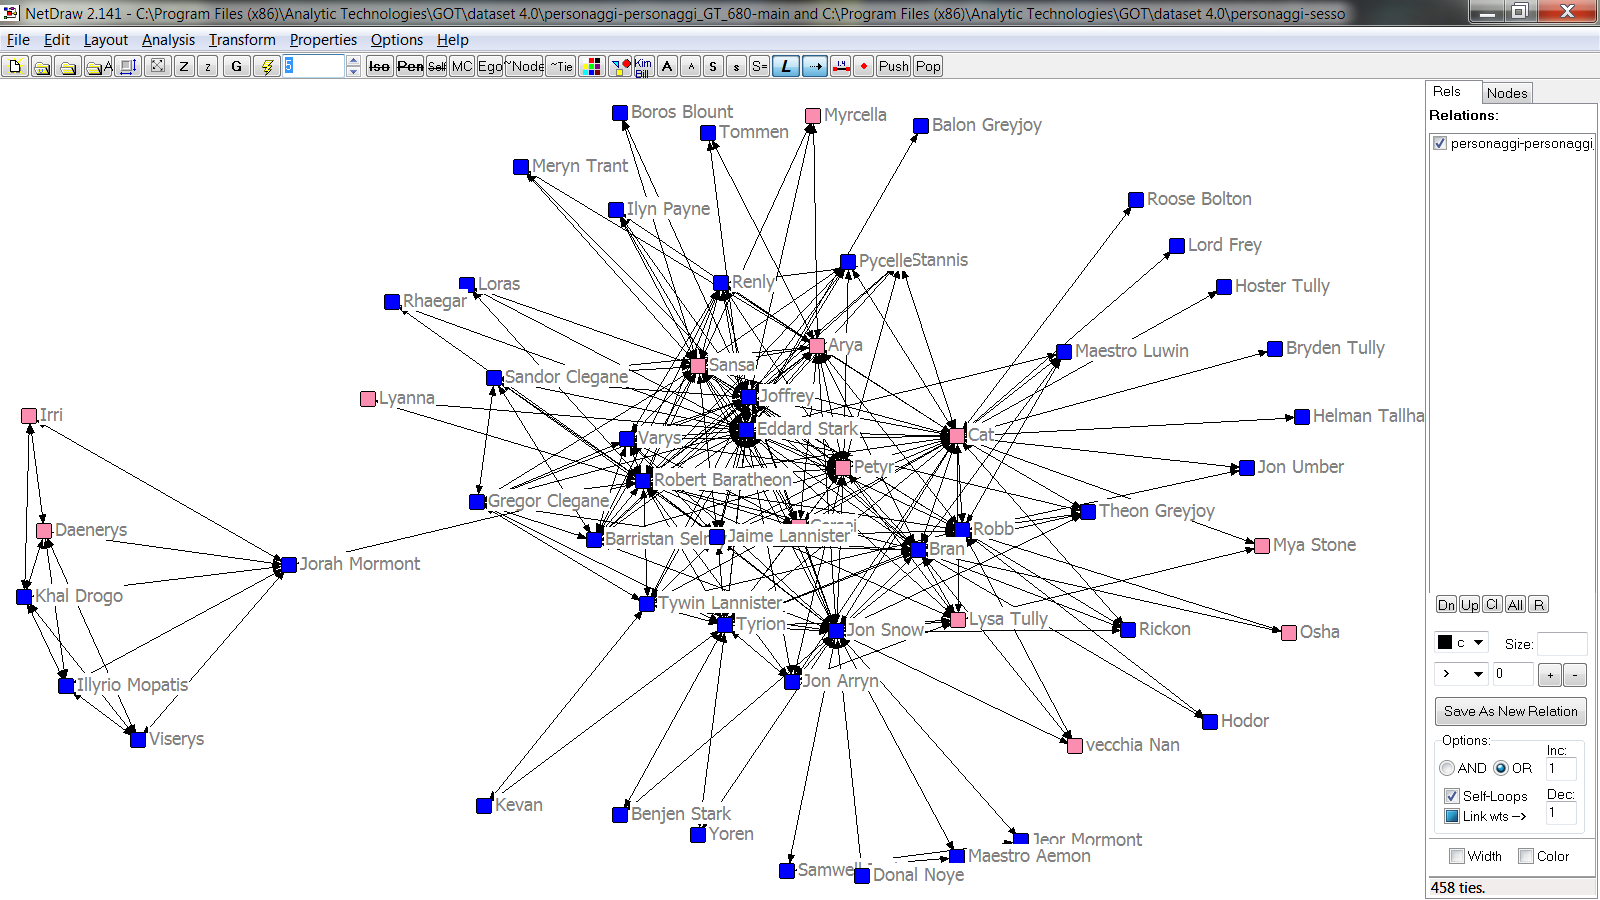 NetDraw 2.141 - C:\Program Files (x86)\Analytic Technologies\GOT\dataset 4.0\personaggi-personaggi_GT_680-main and C:\Program Files (x86)\Analytic Technologies\GOT\dataset 4.0\personaggi-sesso
File Edit Layout Analysis Transform Properties Options Help
A Z z G 5 Iso Pen Self MC Ego ~Node ~Tie Kim Bill A A S s S= L Push Pop
Rels Nodes
Relations:
personaggi-personaggi
Boros Blount
Tommen
Myrcella
Balon Greyjoy
Meryn Trant
Ilyn Payne
Roose Bolton
Lord Frey
PycelleStannis
Loras
Renly
Hoster Tully
Rhaegar
Arya
Maestro Luwin
Bryden Tully
Sansa
Sandor Clegane
Lyanna
Joffrey
Irri
Helman Tallha
Eddard Stark
Cat
Varys
Petyr
Jon Umber
Robert Baratheon
Gregor Clegane
Theon Greyjoy
Daenerys
Robb
Barristan Selm
Jaime Lannister
Mya Stone
Bran
Jorah Mormont
Khal Drogo
Tywin Lannister
Lysa Tully
Tyrion
Jon Snow
Rickon
Osha
Jon Arryn
Illyrio Mopatis
Hodor
Viserys
vecchia Nan
Kevan
Benjen Stark
Yoren
Jeor Mormont
Maestro Aemon
Samwell
Donal Noye
Dn Up Cl All R
c Size:
> 0 + -
Save As New Relation
Options:
Inc:
AND OR 1
Self-Loops Dec:
Link wts --> 1
Width Color
458 ties.